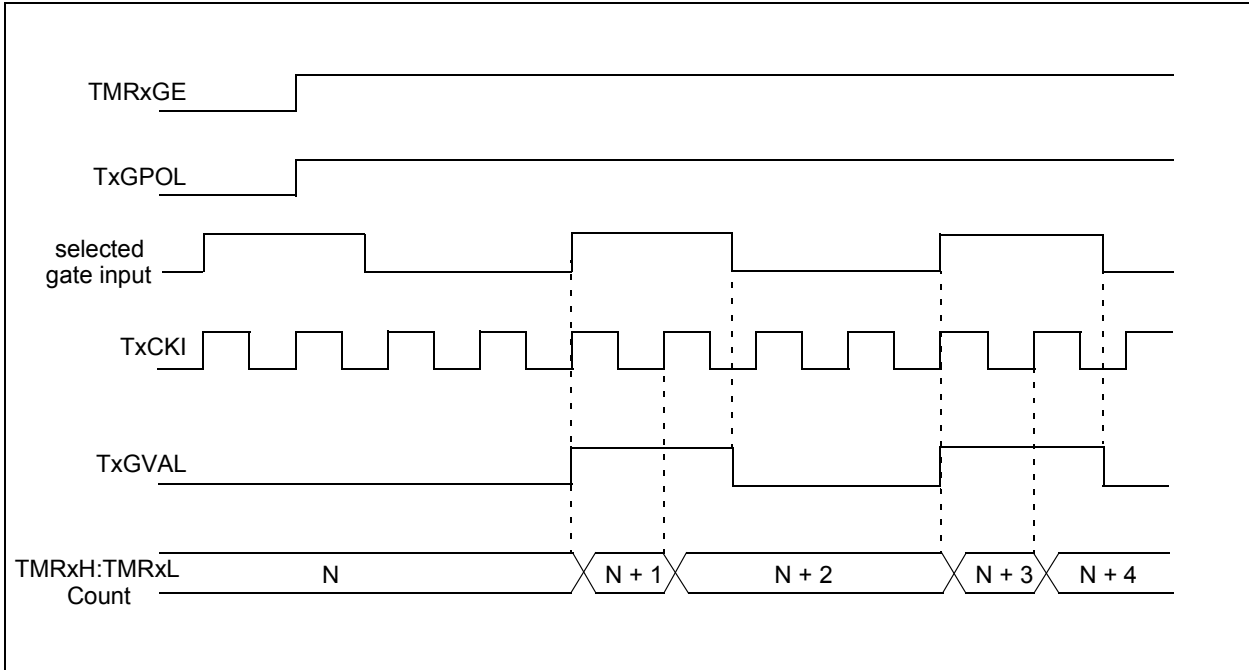 TMRxGE
TxGPOL
selected
gate input
TxCKI
TxGVAL
TMRxH:TMRxL
Count
N
N + 1
N + 2
N + 3
N + 4